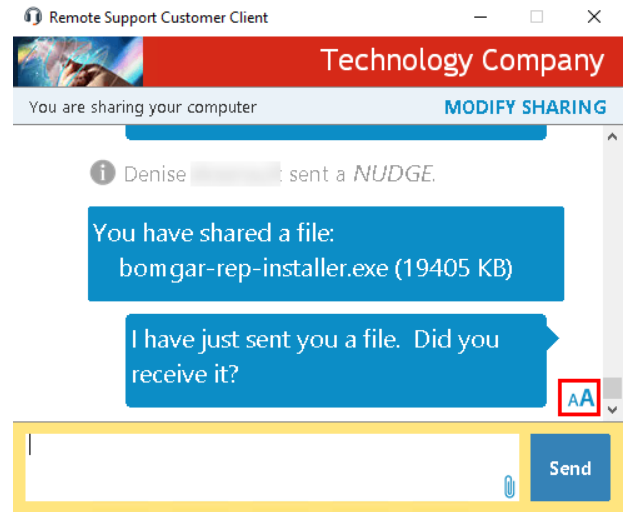 Remote Support Customer Client
Technology Company
You are sharing your computer MODIFY SHARING
Denise sent a NUDGE.
You have shared a file:
bomgar-rep-installer.exe (19405 KB)
I have just sent you a file. Did you
receive it?
AA
Send